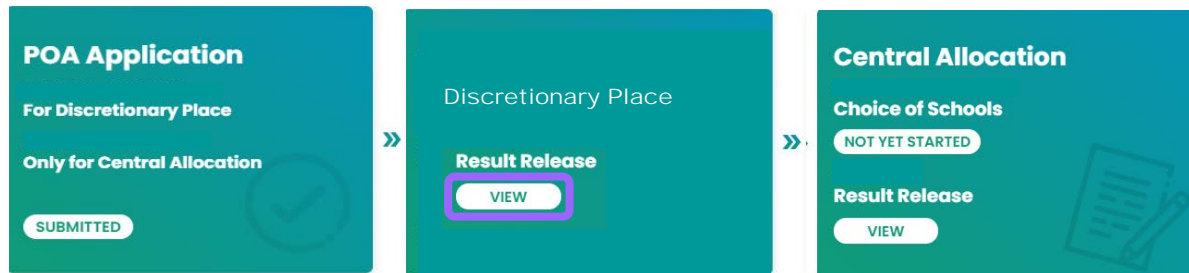 POA Application
For Discretionary Place
Only for Central Allocation
SUBMITTED
»
Discretionary Place
Result Release
VIEW
»
Central Allocation
Choice of Schools
NOT YET STARTED
Result Release
VIEW